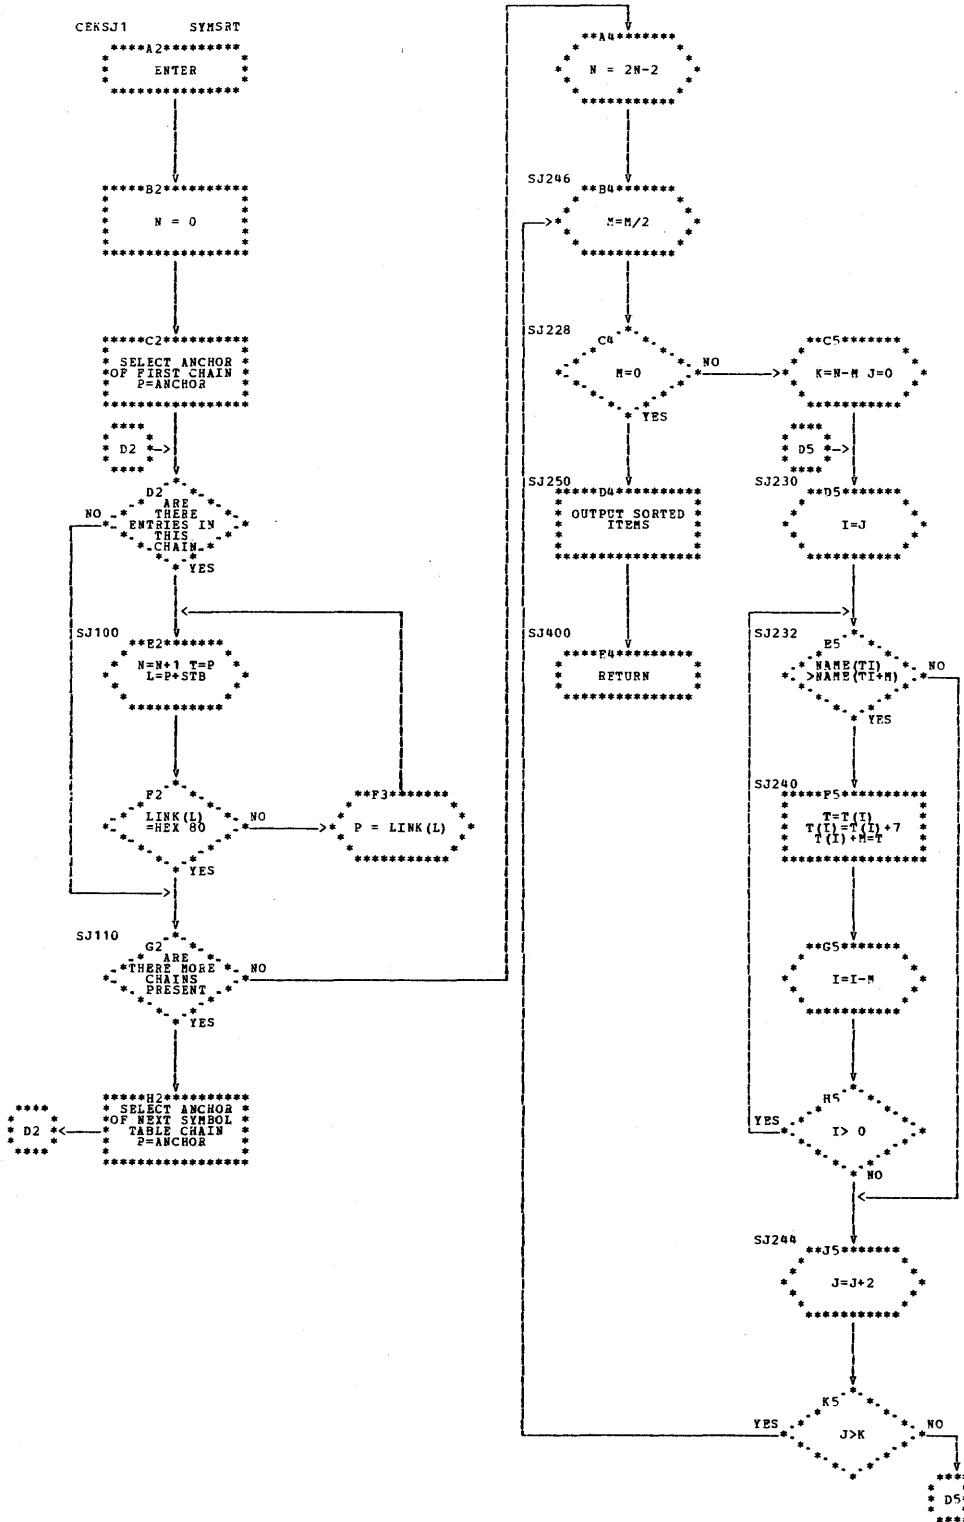 CEKSJ1 SYMSRT
A2
ENTER
B2
N = 0
C2
SELECT ANCHOR
OF FIRST CHAIN
P=ANCHOR
D2
D2
ARE
THERE
ENTRIES IN
THIS
CHAIN
NO
YES
SJ100
E2
N=N+1 T=P
L=P+STB
F2
LINK(L)
=HEX 80
NO
YES
F3
P = LINK(L)
SJ110
G2
ARE
THERE MORE
CHAINS
PRESENT
NO
YES
H2
SELECT ANCHOR
OF NEXT SYMBOL
TABLE CHAIN
P=ANCHOR
D2
A4
N = 2N-2
SJ246
B4
M=M/2
SJ228
C4
M=0
NO
YES
SJ250
D4
OUTPUT SORTED
ITEMS
SJ400
E4
RETURN
C5
K=N-M J=0
D5
SJ230
D5
I=J
SJ232
E5
NAME(TI)
>NAME(TI+M)
NO
YES
SJ240
F5
T=T(I)
T(I)=T(I)+7
T(I)+M=T
G5
I=I-M
H5
I> 0
YES
NO
SJ244
J5
J=J+2
K5
J>K
YES
NO
D5